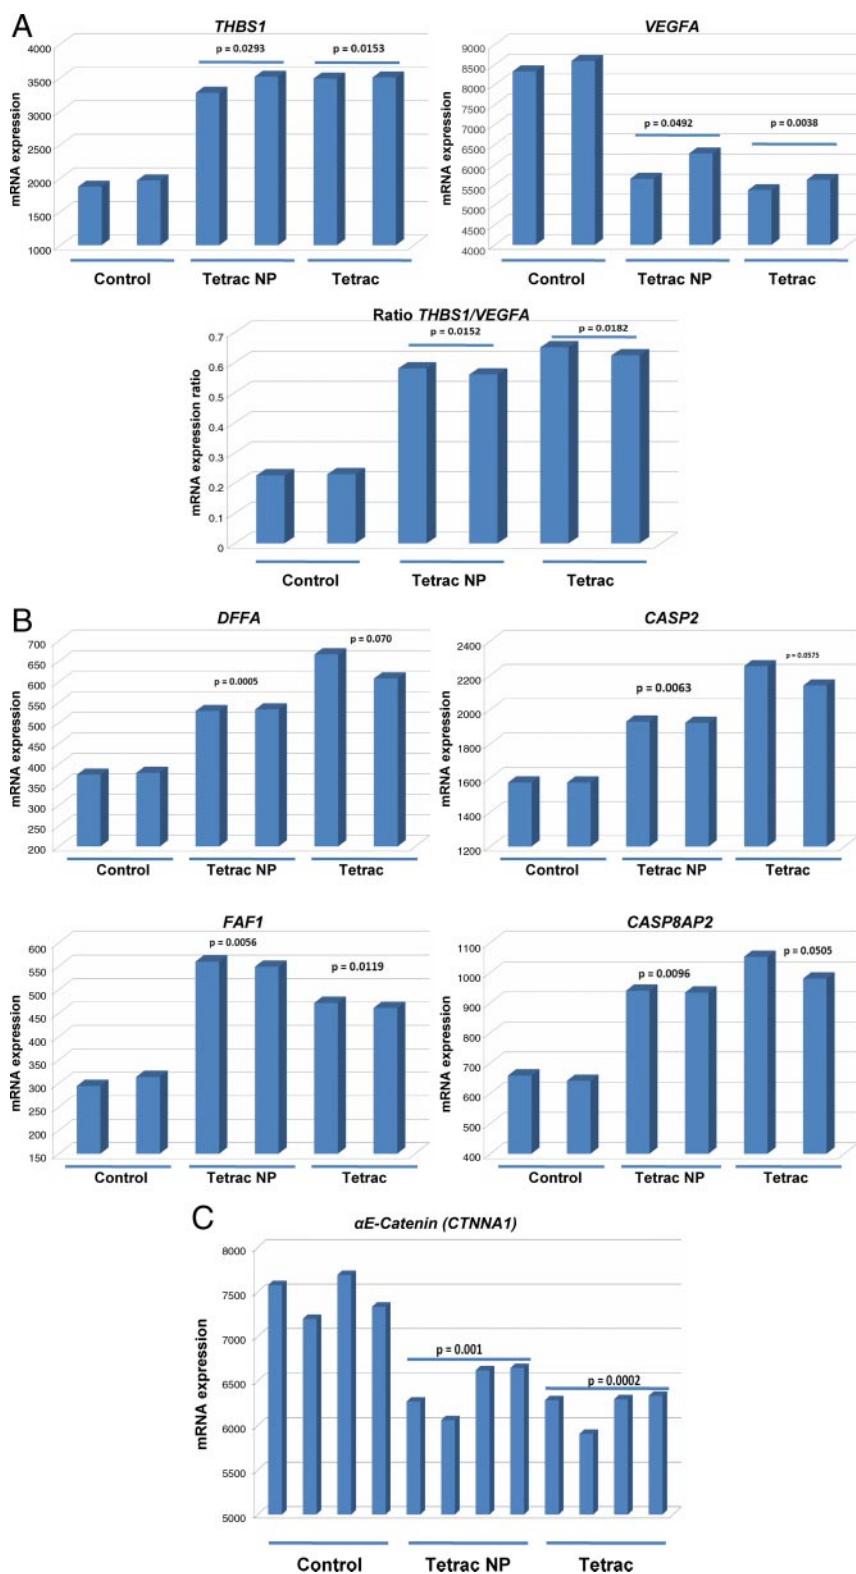 A
THBS1
4000
3500
3000
2500
2000
1500
1000
mRNA expression
p = 0.0293
p = 0.0153
Control
Tetrac NP
Tetrac
VEGFA
9000
8500
8000
7500
7000
6500
6000
5500
5000
4500
4000
mRNA expression
p = 0.0492
p = 0.0038
Control
Tetrac NP
Tetrac
Ratio THBS1/VEGFA
0.7
0.6
0.5
0.4
0.3
0.2
0.1
0
mRNA expression ratio
p = 0.0152
p = 0.0182
Control
Tetrac NP
Tetrac
B
DFFA
700
650
600
550
500
450
400
350
300
250
200
mRNA expression
p = 0.0005
p = 0.070
Control
Tetrac NP
Tetrac
CASP2
2400
2200
2000
1800
1600
1400
1200
mRNA expression
p = 0.0063
p = 0.0575
Control
Tetrac NP
Tetrac
FAF1
600
550
500
450
400
350
300
250
200
150
mRNA expression
p = 0.0056
p = 0.0119
Control
Tetrac NP
Tetrac
CASP8AP2
1100
1000
900
800
700
600
500
400
mRNA expression
p = 0.0096
p = 0.0505
Control
Tetrac NP
Tetrac
C
αE-Catenin (CTNNA1)
8000
7500
7000
6500
6000
5500
5000
mRNA expression
p = 0.001
p = 0.0002
Control
Tetrac NP
Tetrac